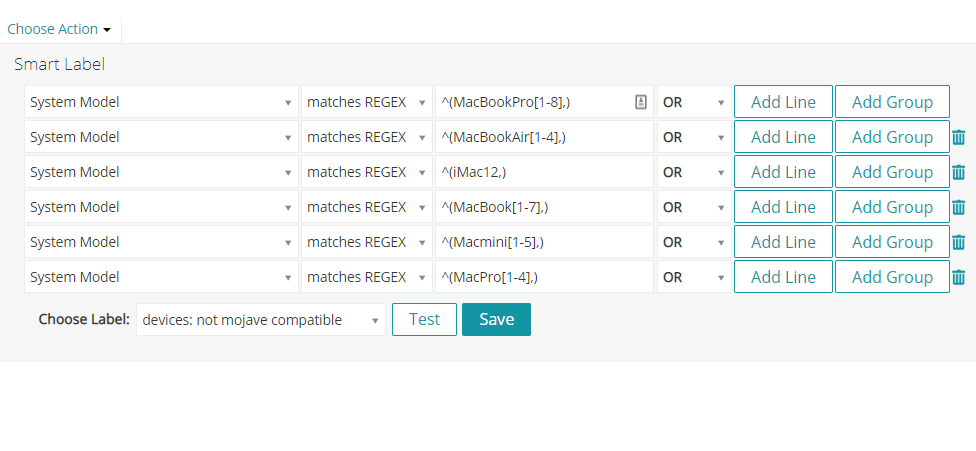 Choose Action
Smart Label
System Model matches REGEX ^(MacBookPro[1-8],) OR Add Line Add Group
System Model matches REGEX ^(MacBookAir[1-4],) OR Add Line Add Group
System Model matches REGEX ^(iMac12,) OR Add Line Add Group
System Model matches REGEX ^(MacBook[1-7],) OR Add Line Add Group
System Model matches REGEX ^(Macmini[1-5],) OR Add Line Add Group
System Model matches REGEX ^(MacPro[1-4],) OR Add Line Add Group
Choose Label: devices: not mojave compatible Test Save